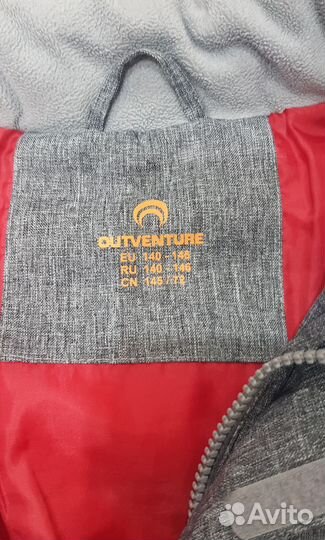 OUTVENTURE
EU 140 - 146
RU 140 - 146
CN 145 / 72
Avito